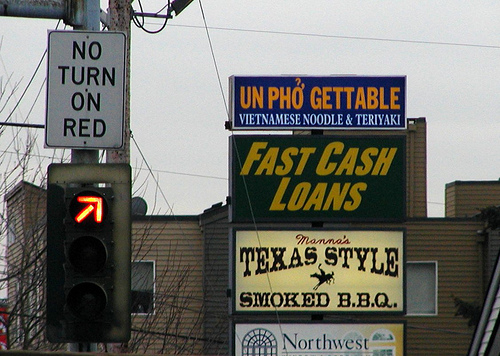 NO
TURN
ON
RED
UN PHỞ GETTABLE
VIETNAMESE NOODLE & TERIYAKI
FAST CASH
LOANS
Manna's
TEXAS STYLE
SMOKED B.B.Q.
Northwest